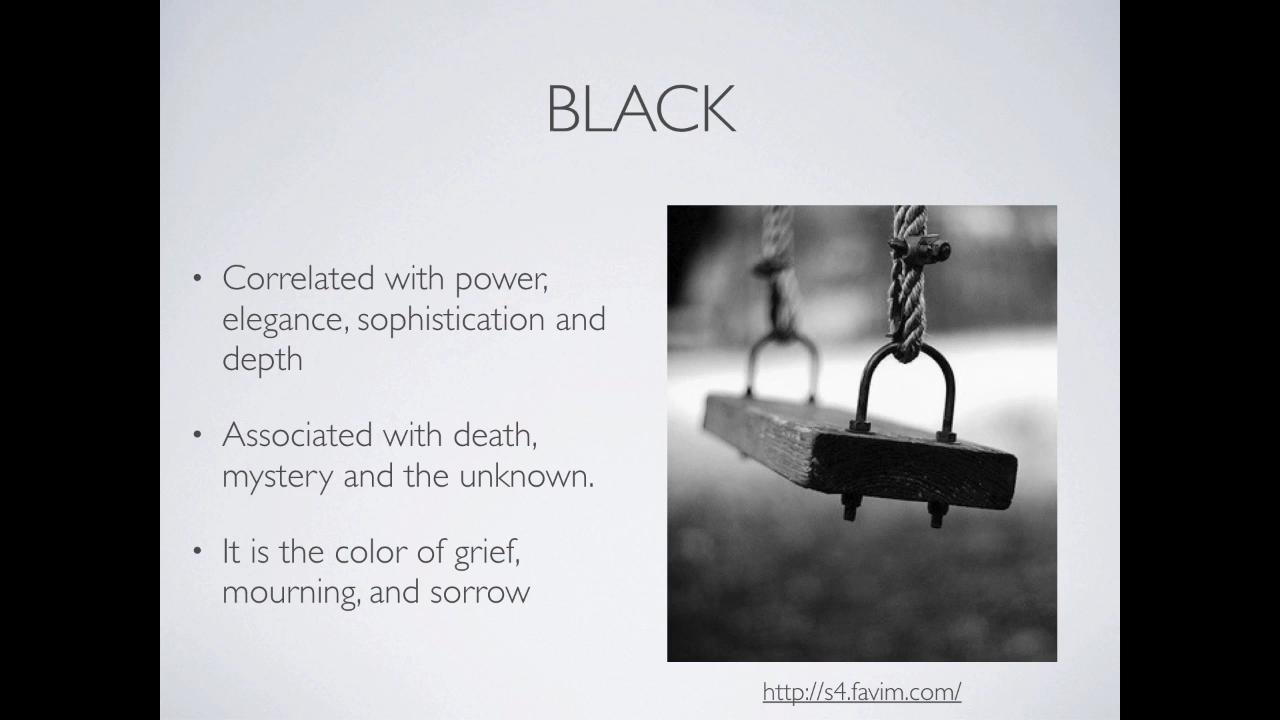 BLACK
• Correlated with power,
elegance, sophistication and
depth
• Associated with death,
mystery and the unknown.
• It is the color of grief,
mourning, and sorrow
http://s4.favim.com/